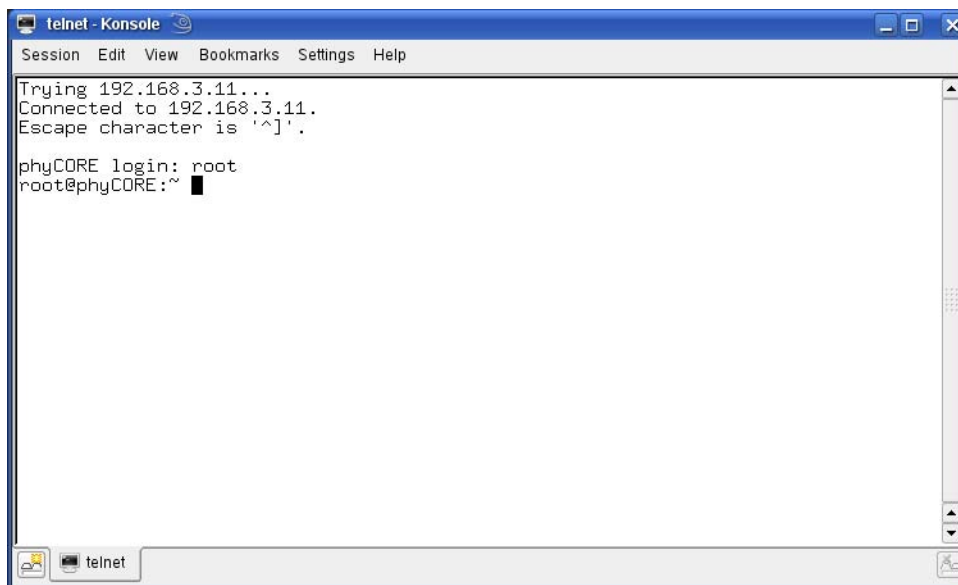 telnet - Konsole
Session Edit View Bookmarks Settings Help
Trying 192.168.3.11...
Connected to 192.168.3.11.
Escape character is '^]'.
phyCORE login: root
root@phyCORE:~
telnet